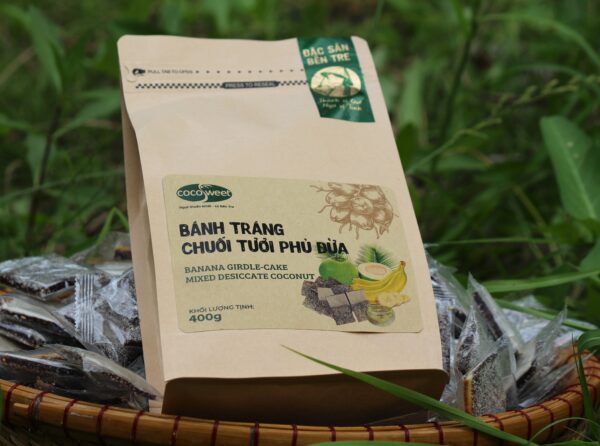 PULL TAB TO OPEN
PRESS TO RESEAL
ĐẶC SẢN
BẾN TRE
cocosweet
BÁNH TRÁNG
CHUỐI TƯƠI PHỦ DỪA
BANANA GIRDLE-CAKE
MIXED DESICCATE COCONUT
KHỐI LƯỢNG TỊNH:
400g